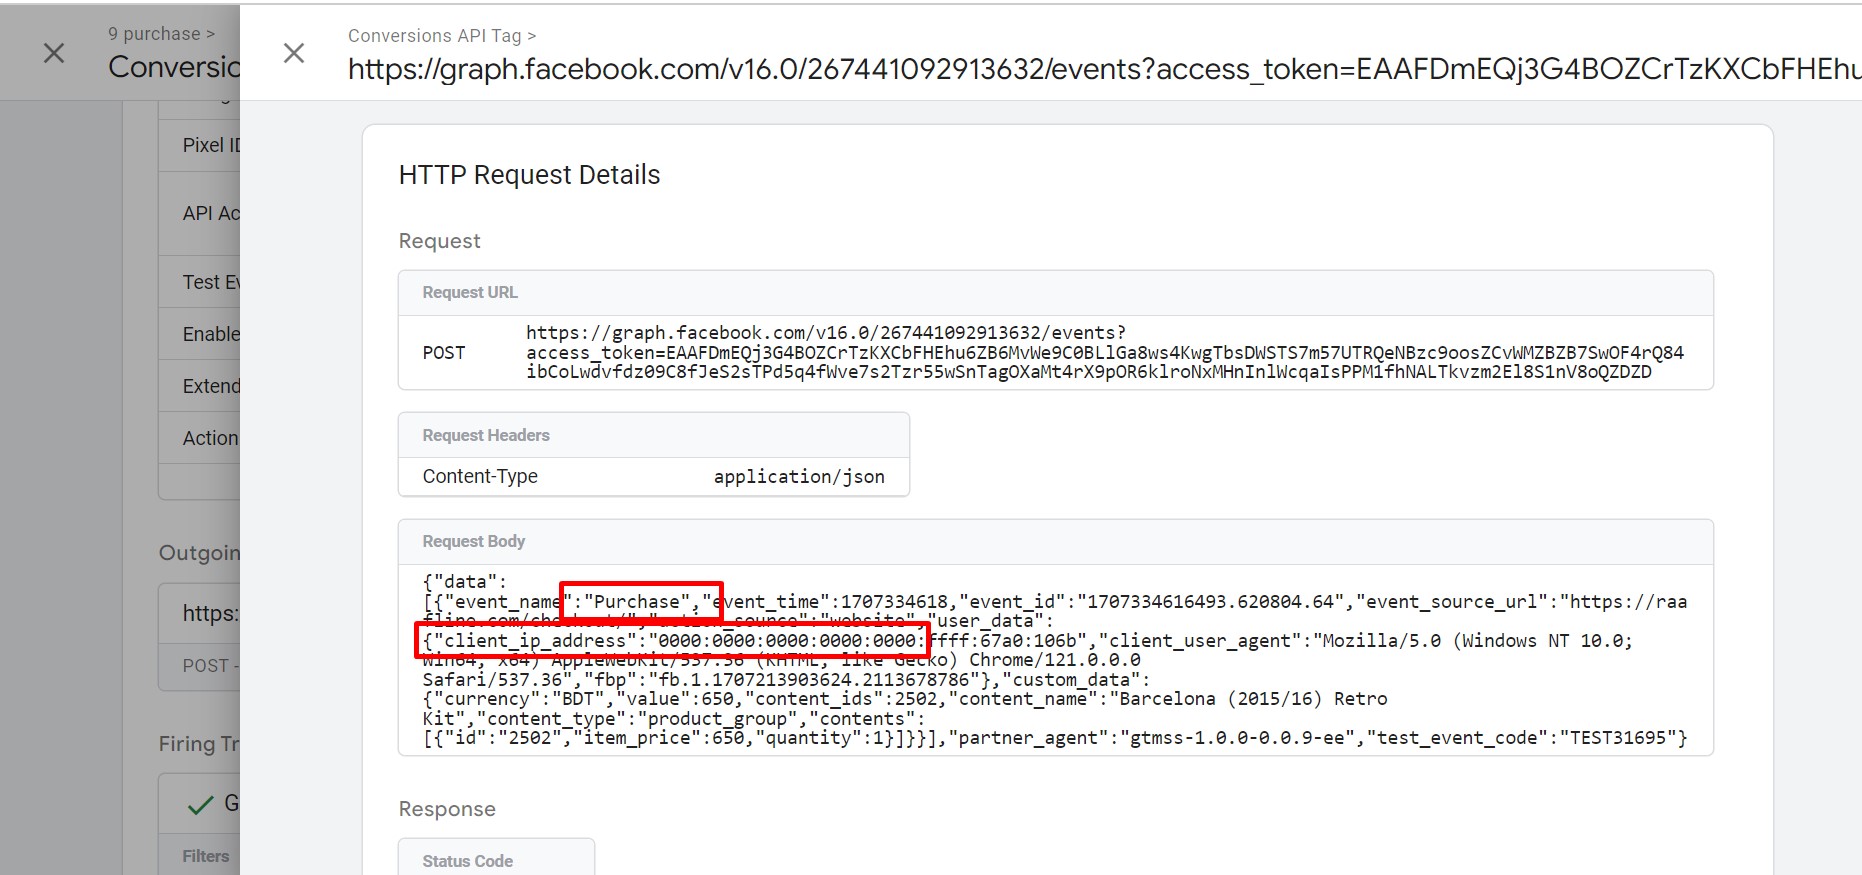 9 purchase >
Conversio
Pixel ID
API Ac
Test Ev
Enable
Extend
Action
Outgoin
https:
POST -
Firing Tr
G
Filters
Conversions API Tag >
https://graph.facebook.com/v16.0/267441092913632/events?access_token=EAAFDmEQj3G4BOZCrTzKXCbFHEhu
HTTP Request Details
Request
Request URL
POST
https://graph.facebook.com/v16.0/267441092913632/events?
access_token=EAAFDmEQj3G4BOZCrTzKXCbFHEhu6ZB6MvWe9C0BLlGa8ws4KwgTbsDWSTS7m57UTRQeNBzc9oosZCvWMZBZB7SwOF4rQ84
ibCoLwdvfdz09C8fJeS2sTPd5q4fWve7s2Tzr55wSnTagOXaMt4rX9pOR6klroNxMHnInlWcqaIsPPM1fhNALTkvzm2El8S1nV8oQZDZD
Request Headers
Content-Type application/json
Request Body
{"data":
[{"event_name":"Purchase","event_time":1707334618,"event_id":"1707334616493.620804.64","event_source_url":"https://raa
fline.com/checkout/","action_source":"website","user_data":
{"client_ip_address":"0000:0000:0000:0000:0000:ffff:67a0:106b","client_user_agent":"Mozilla/5.0 (Windows NT 10.0;
Win64; x64) AppleWebKit/537.36 (KHTML, like Gecko) Chrome/121.0.0.0
Safari/537.36","fbp":"fb.1.1707213903624.2113678786"},"custom_data":
{"currency":"BDT","value":650,"content_ids":2502,"content_name":"Barcelona (2015/16) Retro
Kit","content_type":"product_group","contents":
[{"id":"2502","item_price":650,"quantity":1}]}}],"partner_agent":"gtmss-1.0.0-0.0.9-ee","test_event_code":"TEST31695"}
Response
Status Code